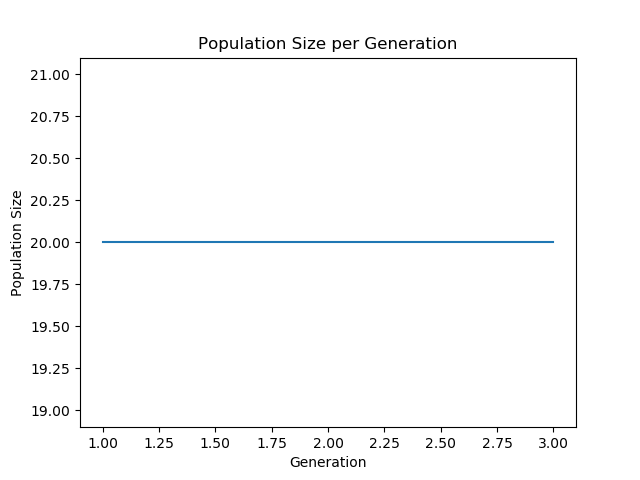 Population Size per Generation
21.00
20.75
20.50
20.25
20.00
19.75
19.50
19.25
19.00
Population Size
1.00 1.25 1.50 1.75 2.00 2.25 2.50 2.75 3.00
Generation